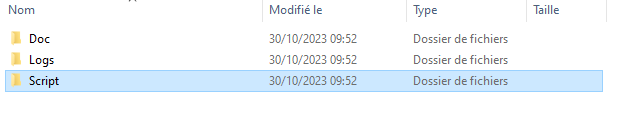 Nom Modifié le Type Taille
Doc 30/10/2023 09:52 Dossier de fichiers
Logs 30/10/2023 09:52 Dossier de fichiers
Script 30/10/2023 09:52 Dossier de fichiers